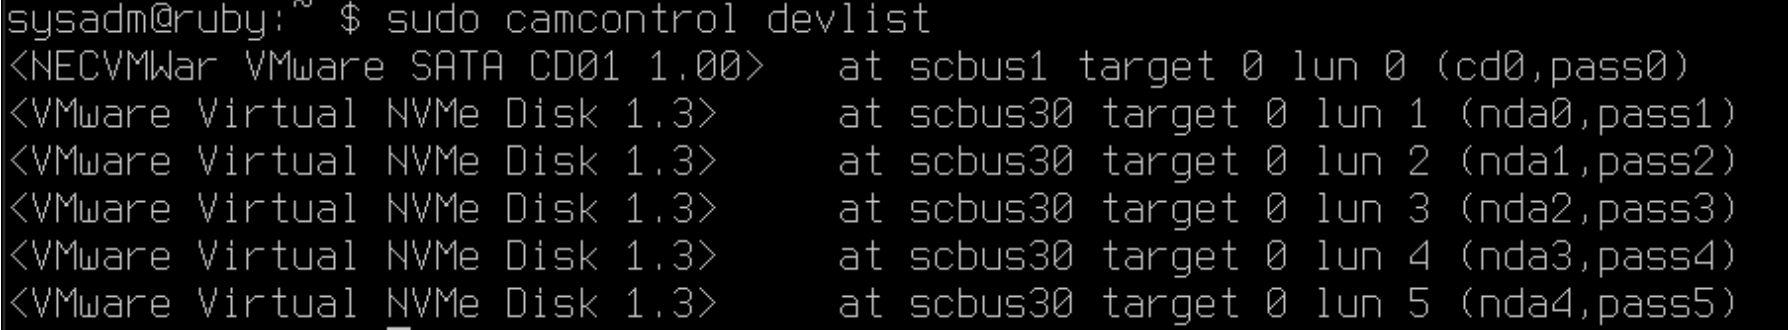 sysadm@ruby:~ $ sudo camcontrol devlist
<NECVMWar VMware SATA CD01 1.00>   at scbus1 target 0 lun 0 (cd0,pass0)
<VMware Virtual NVMe Disk 1.3>     at scbus30 target 0 lun 1 (nda0,pass1)
<VMware Virtual NVMe Disk 1.3>     at scbus30 target 0 lun 2 (nda1,pass2)
<VMware Virtual NVMe Disk 1.3>     at scbus30 target 0 lun 3 (nda2,pass3)
<VMware Virtual NVMe Disk 1.3>     at scbus30 target 0 lun 4 (nda3,pass4)
<VMware Virtual NVMe Disk 1.3>     at scbus30 target 0 lun 5 (nda4,pass5)